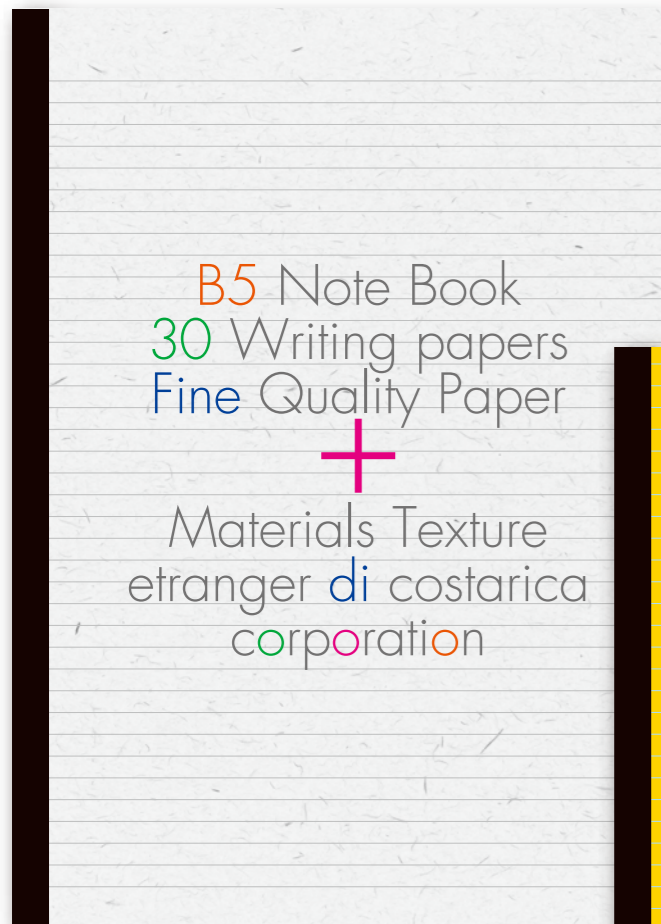 B5 Note Book
30 Writing papers
Fine Quality Paper
+
Materials Texture
etranger di costarica
corporation